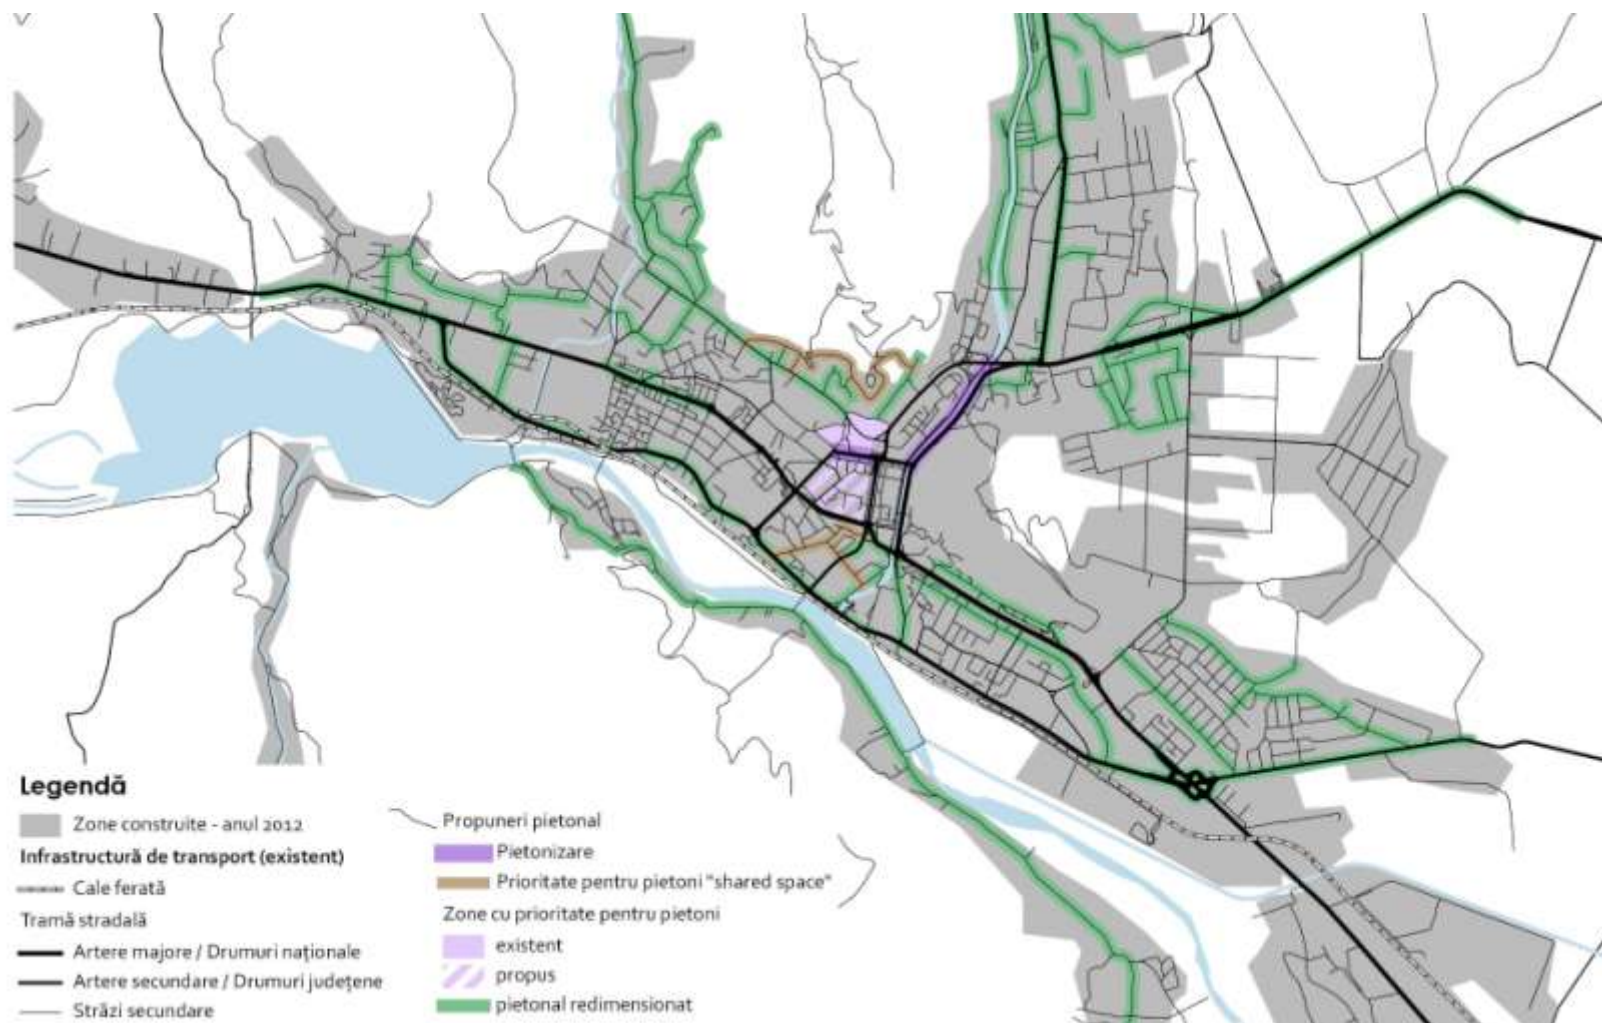 Legendă
Zone construite - anul 2012
Infrastructură de transport (existent)
Cale ferată
Tramă stradală
Artere majore / Drumuri naționale
Artere secundare / Drumuri județene
Străzi secundare
Propuneri pietonal
Pietonizare
Prioritate pentru pietoni "shared space"
Zone cu prioritate pentru pietoni
existent
propus
pietonal redimensionat